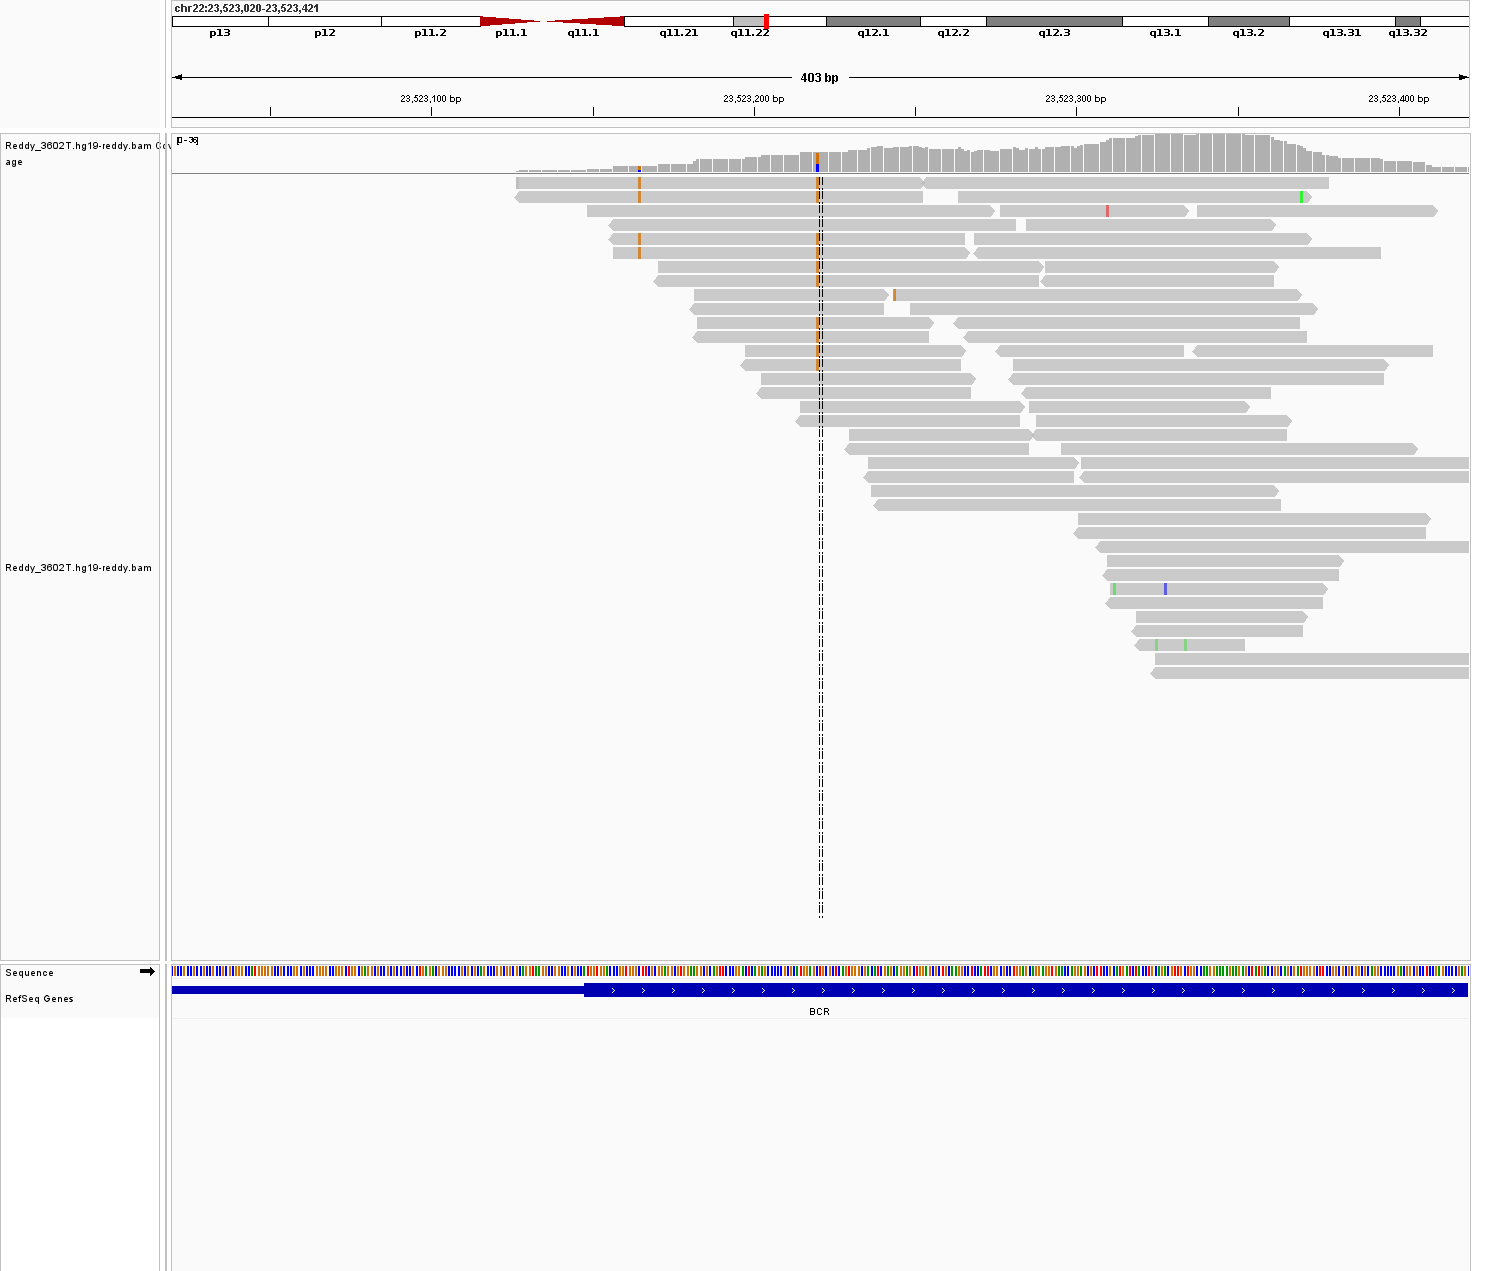 chr22:23,523,020-23,523,421
p13 p12 p11.2 p11.1 q11.1 q11.21 q11.22 q12.1 q12.2 q12.3 q13.1 q13.2 q13.31 q13.32
403 bp
23,523,100 bp 23,523,200 bp 23,523,300 bp 23,523,400 bp
[0-36]
Reddy_3602T.hg19-reddy.bam Cov
age
Reddy_3602T.hg19-reddy.bam
Sequence
RefSeq Genes
BCR